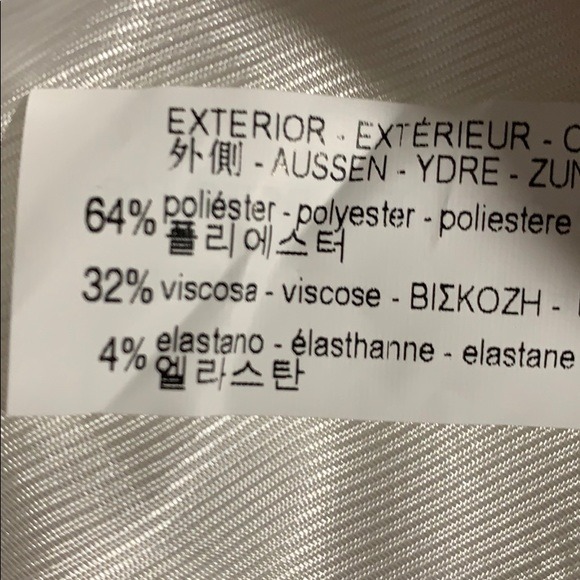 EXTERIOR - EXTÉRIEUR -
外側 - AUSSEN - YDRE -
64% poliéster - polyester - poliestere
폴리에스터
32% viscosa - viscose - ΒΙΣΚΟΖΗ -
4% elastano - élasthanne - elastane
엘라스탄